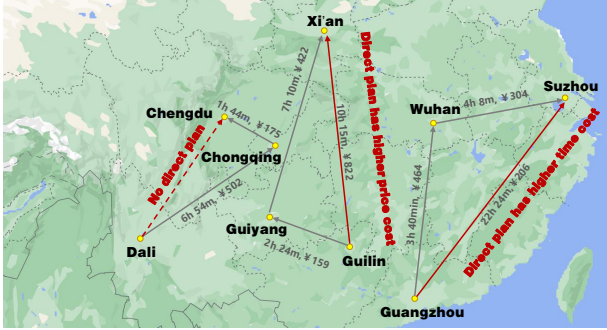 Xi'an
Direct plan has higher price cost
7h 10m, ¥ 422
10h 15m, ¥822
Suzhou
4h 8m, ¥304
Wuhan
Chengdu
1h 44m, ¥175
Chongqing
No direct plan
6h 54m, ¥502
3h 40min, ¥464
22h 24m, ¥206
Direct plan has higher time cost
Guiyang
2h 24m, ¥159
Dali
Guilin
Guangzhou